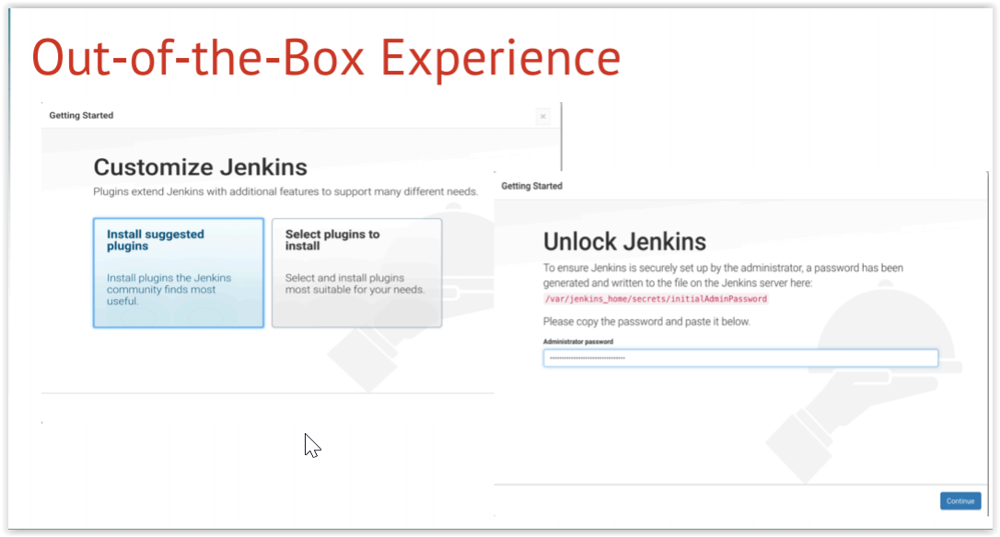 Out-of-the-Box Experience
Getting Started
×
Customize Jenkins
Plugins extend Jenkins with additional features to support many different needs.
Install suggested
plugins
Install plugins the Jenkins
community finds most
useful.
Select plugins to
install
Select and install plugins
most suitable for your needs.
Getting Started
Unlock Jenkins
To ensure Jenkins is securely set up by the administrator, a password has been
generated and written to the file on the Jenkins server here:
/var/jenkins_home/secrets/initialAdminPassword
Please copy the password and paste it below.
Administrator password
Continue